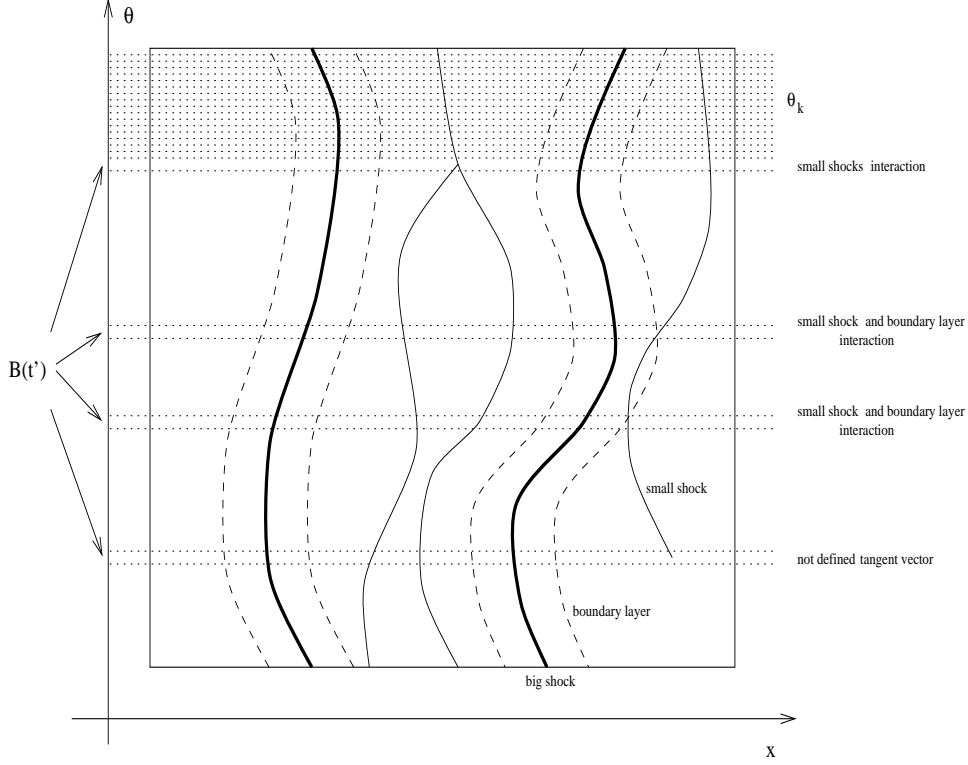 θ
θ_k
small shocks interaction
small shock and boundary layer
interaction
B(t')
small shock and boundary layer
interaction
small shock
not defined tangent vector
boundary layer
big shock
x